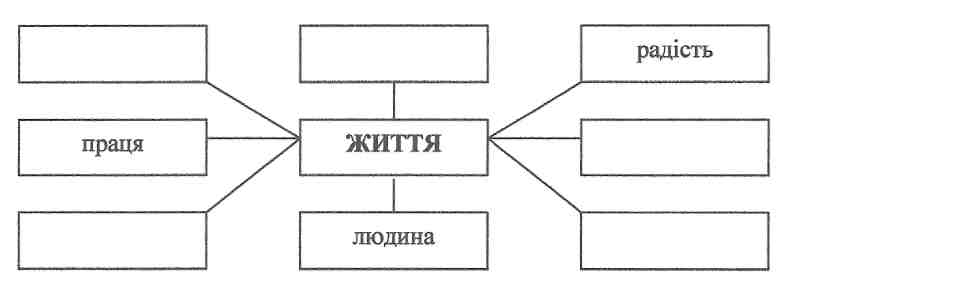 радість
праця
ЖИТТЯ
людина